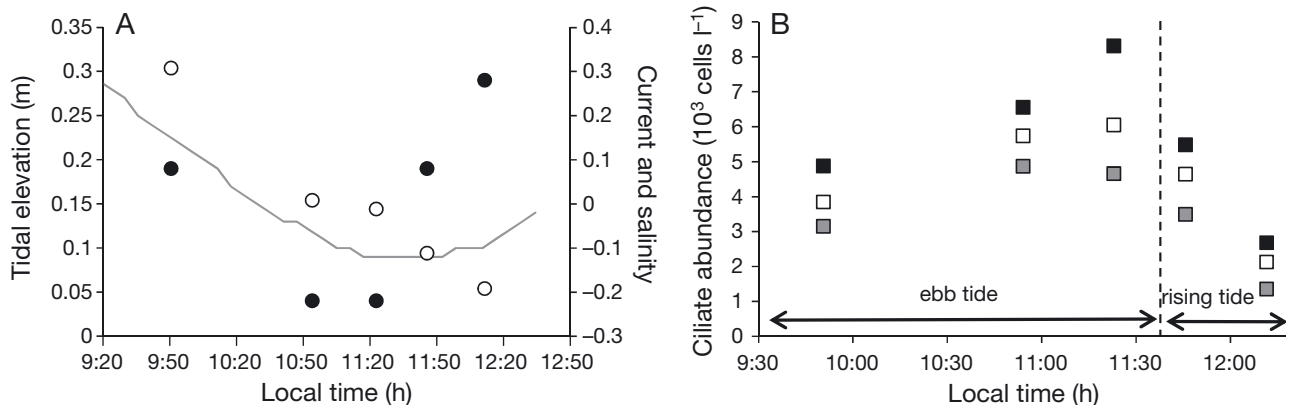 A
Tidal elevation (m)
0.35
0.3
0.25
0.2
0.15
0.1
0.05
0
0.4
0.3
0.2
0.1
0
–0.1
–0.2
–0.3
Current and salinity
9:20 9:50 10:20 10:50 11:20 11:50 12:20 12:50
Local time (h)
B
Ciliate abundance (10³ cells l⁻¹)
9
8
7
6
5
4
3
2
1
0
ebb tide
rising tide
9:30 10:00 10:30 11:00 11:30 12:00
Local time (h)